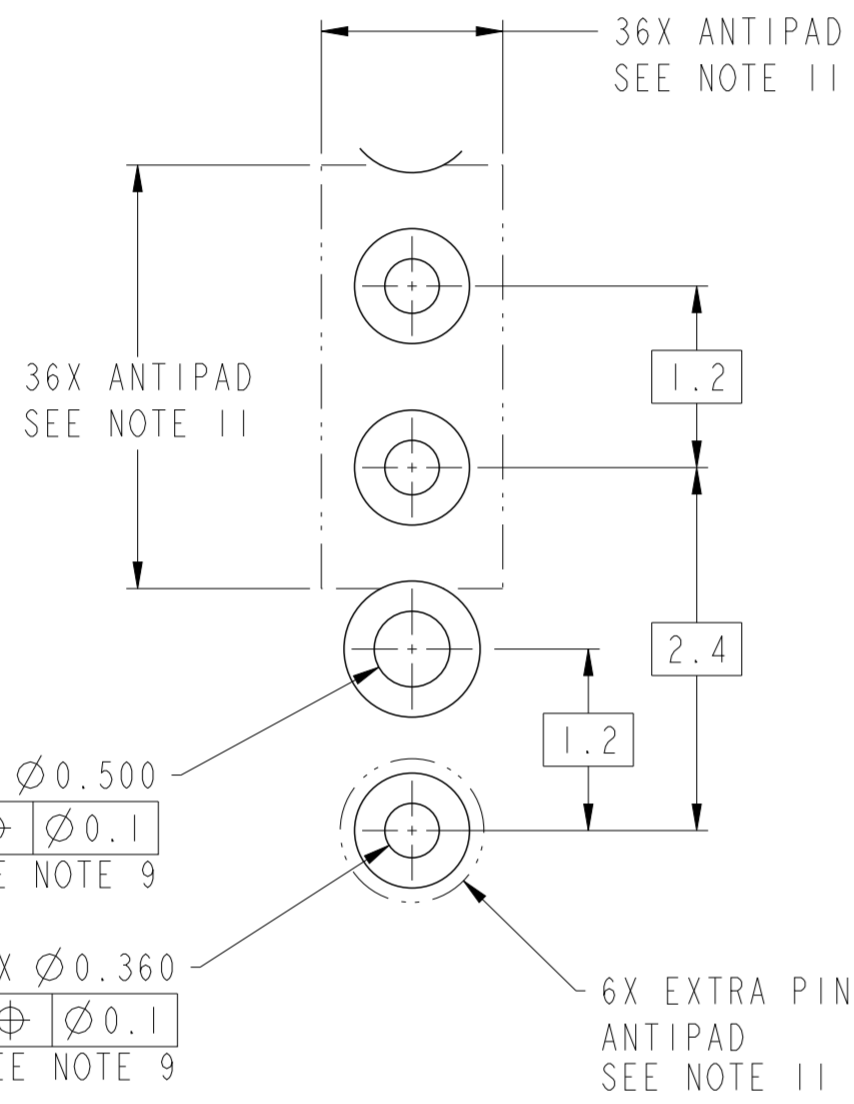 36X ANTIPAD
SEE NOTE 11
36X ANTIPAD
SEE NOTE 11
1.2
2.4
1.2
Ø0.500
⌖ Ø0.1
NOTE 9
X Ø0.360
⌖ Ø0.1
NOTE 9
6X EXTRA PIN
ANTIPAD
SEE NOTE 11